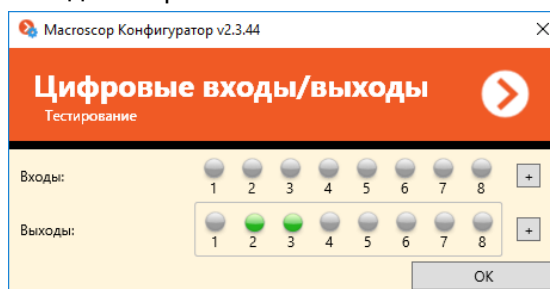 Macroscop Конфигуратор v2.3.44
Цифровые входы/выходы
Тестирование
Входы:
1 2 3 4 5 6 7 8
+
Выходы:
1 2 3 4 5 6 7 8
+
OK